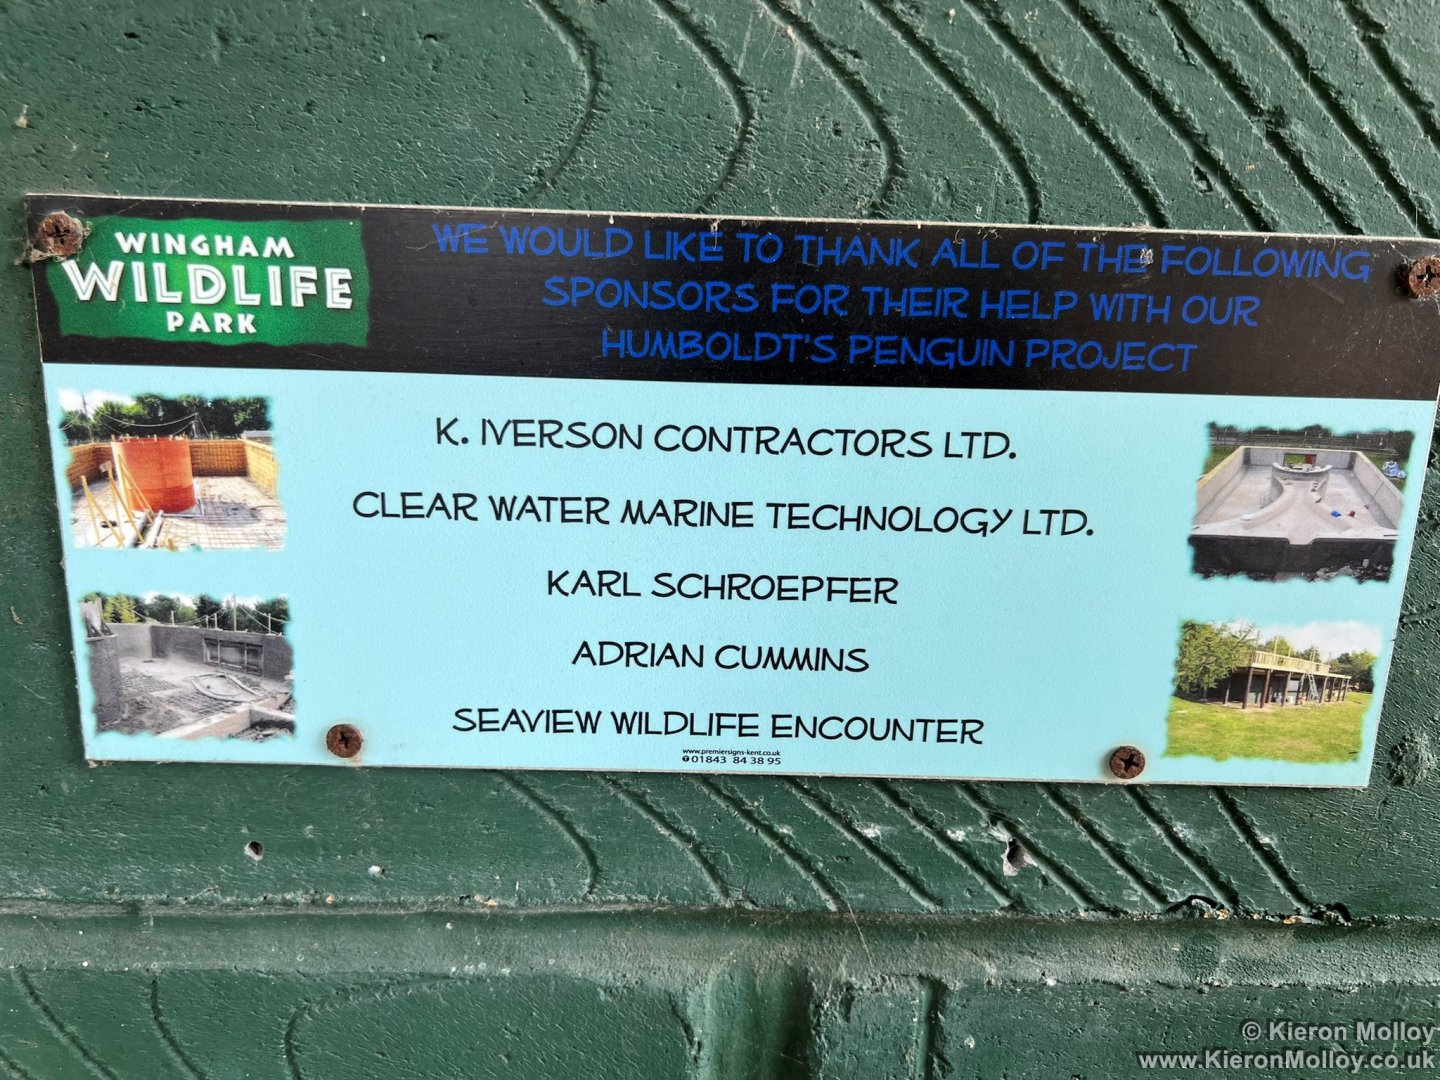 WINGHAM
WILDLIFE
PARK
WE WOULD LIKE TO THANK ALL OF THE FOLLOWING
SPONSORS FOR THEIR HELP WITH OUR
HUMBOLDT'S PENGUIN PROJECT
K. IVERSON CONTRACTORS LTD.
CLEAR WATER MARINE TECHNOLOGY LTD.
KARL SCHROEPFER
ADRIAN CUMMINS
SEAVIEW WILDLIFE ENCOUNTER
www.premiersigns-kent.co.uk
01843 84 38 95
© Kieron Molloy
www.KieronMolloy.co.uk